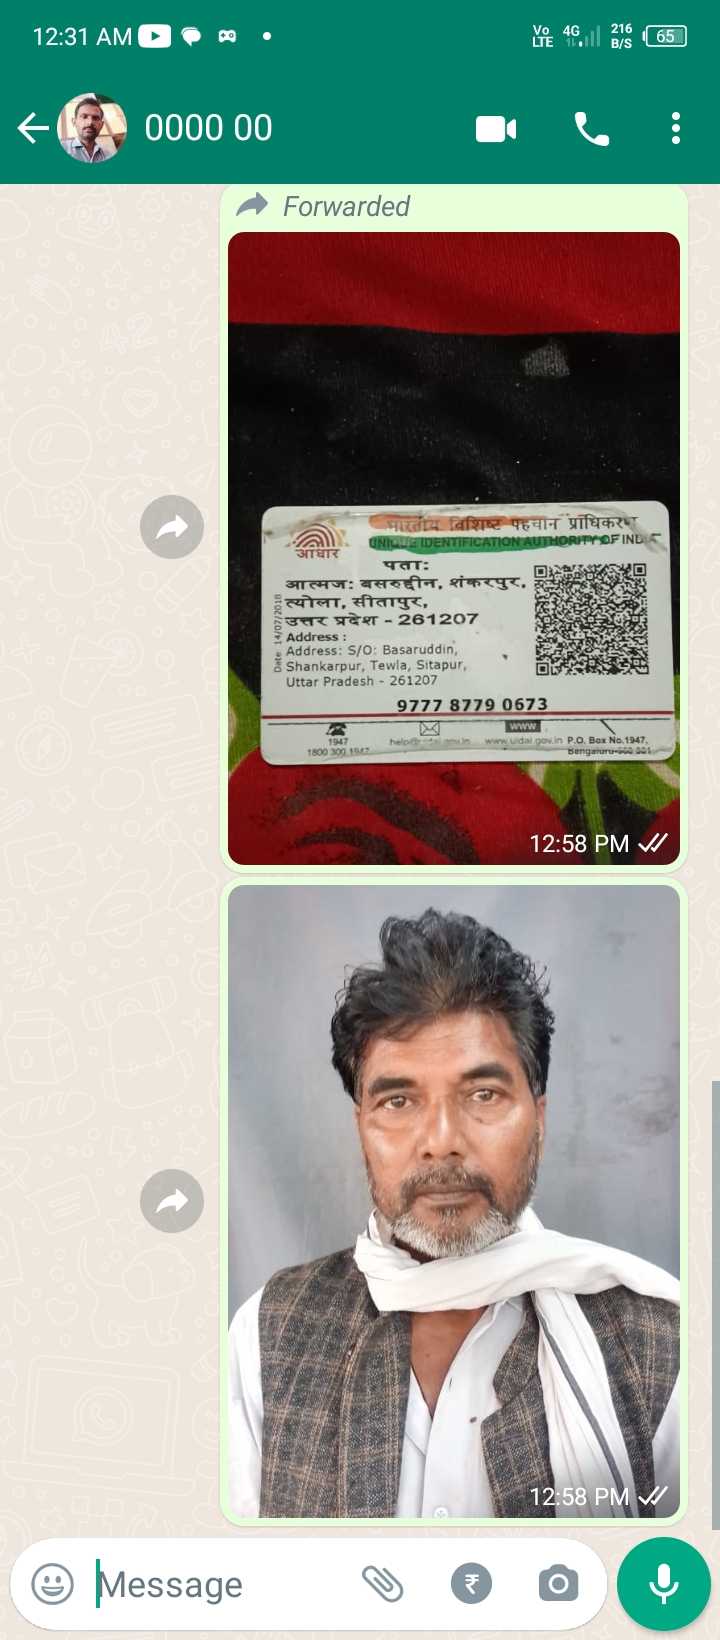 12:31 AM
Vo LTE 4G 216 B/S 65
0000 00
Forwarded
भारतीय विशिष्ट पहचान प्राधिकरण
UNIQUE IDENTIFICATION AUTHORITY OF INDIA
आधार
पता:
आत्मज: बसरुद्दीन, शंकरपुर,
त्योला, सीतापुर,
उत्तर प्रदेश - 261207
Date: 14/07/2018
Address :
Address: S/O: Basaruddin,
Shankarpur, Tewla, Sitapur,
Uttar Pradesh - 261207
9777 8779 0673
1947
1800 300 1947
www
www.uidai.gov.in
P.O. Box No.1947,
12:58 PM
12:58 PM
Message